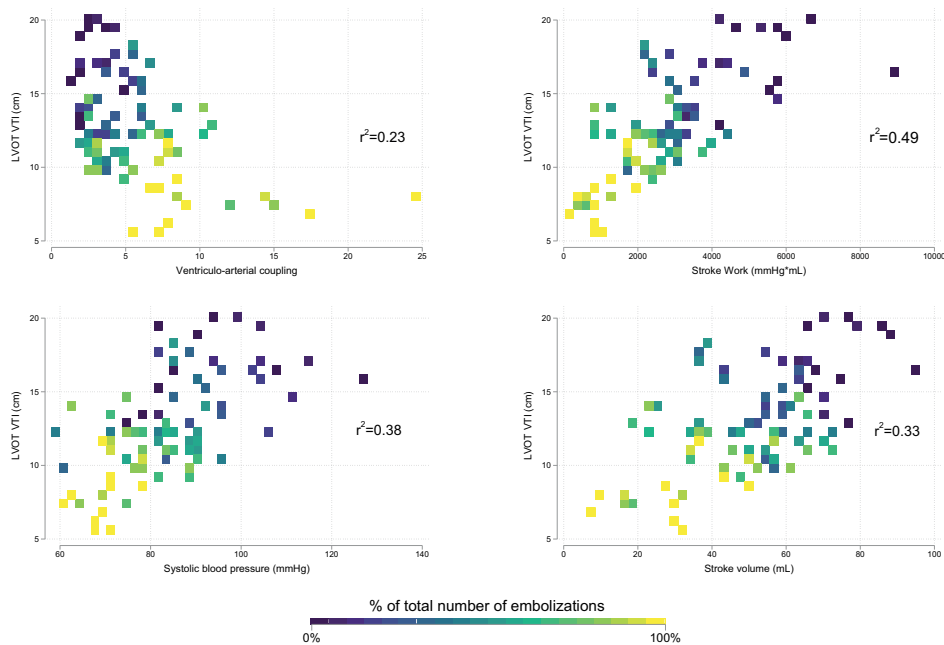 20
15
10
5
LVOT VTI (cm)
r²=0.23
0 5 10 15 20 25
Ventriculo-arterial coupling
20
15
10
5
LVOT VTI (cm)
r²=0.49
0 2000 4000 6000 8000 10000
Stroke Work (mmHg*mL)
20
15
10
5
LVOT VTI (cm)
r²=0.38
60 80 100 120 140
Systolic blood pressure (mmHg)
20
15
10
5
LVOT VTI (cm)
r²=0.33
0 20 40 60 80 100
Stroke volume (mL)
% of total number of embolizations
0% 100%